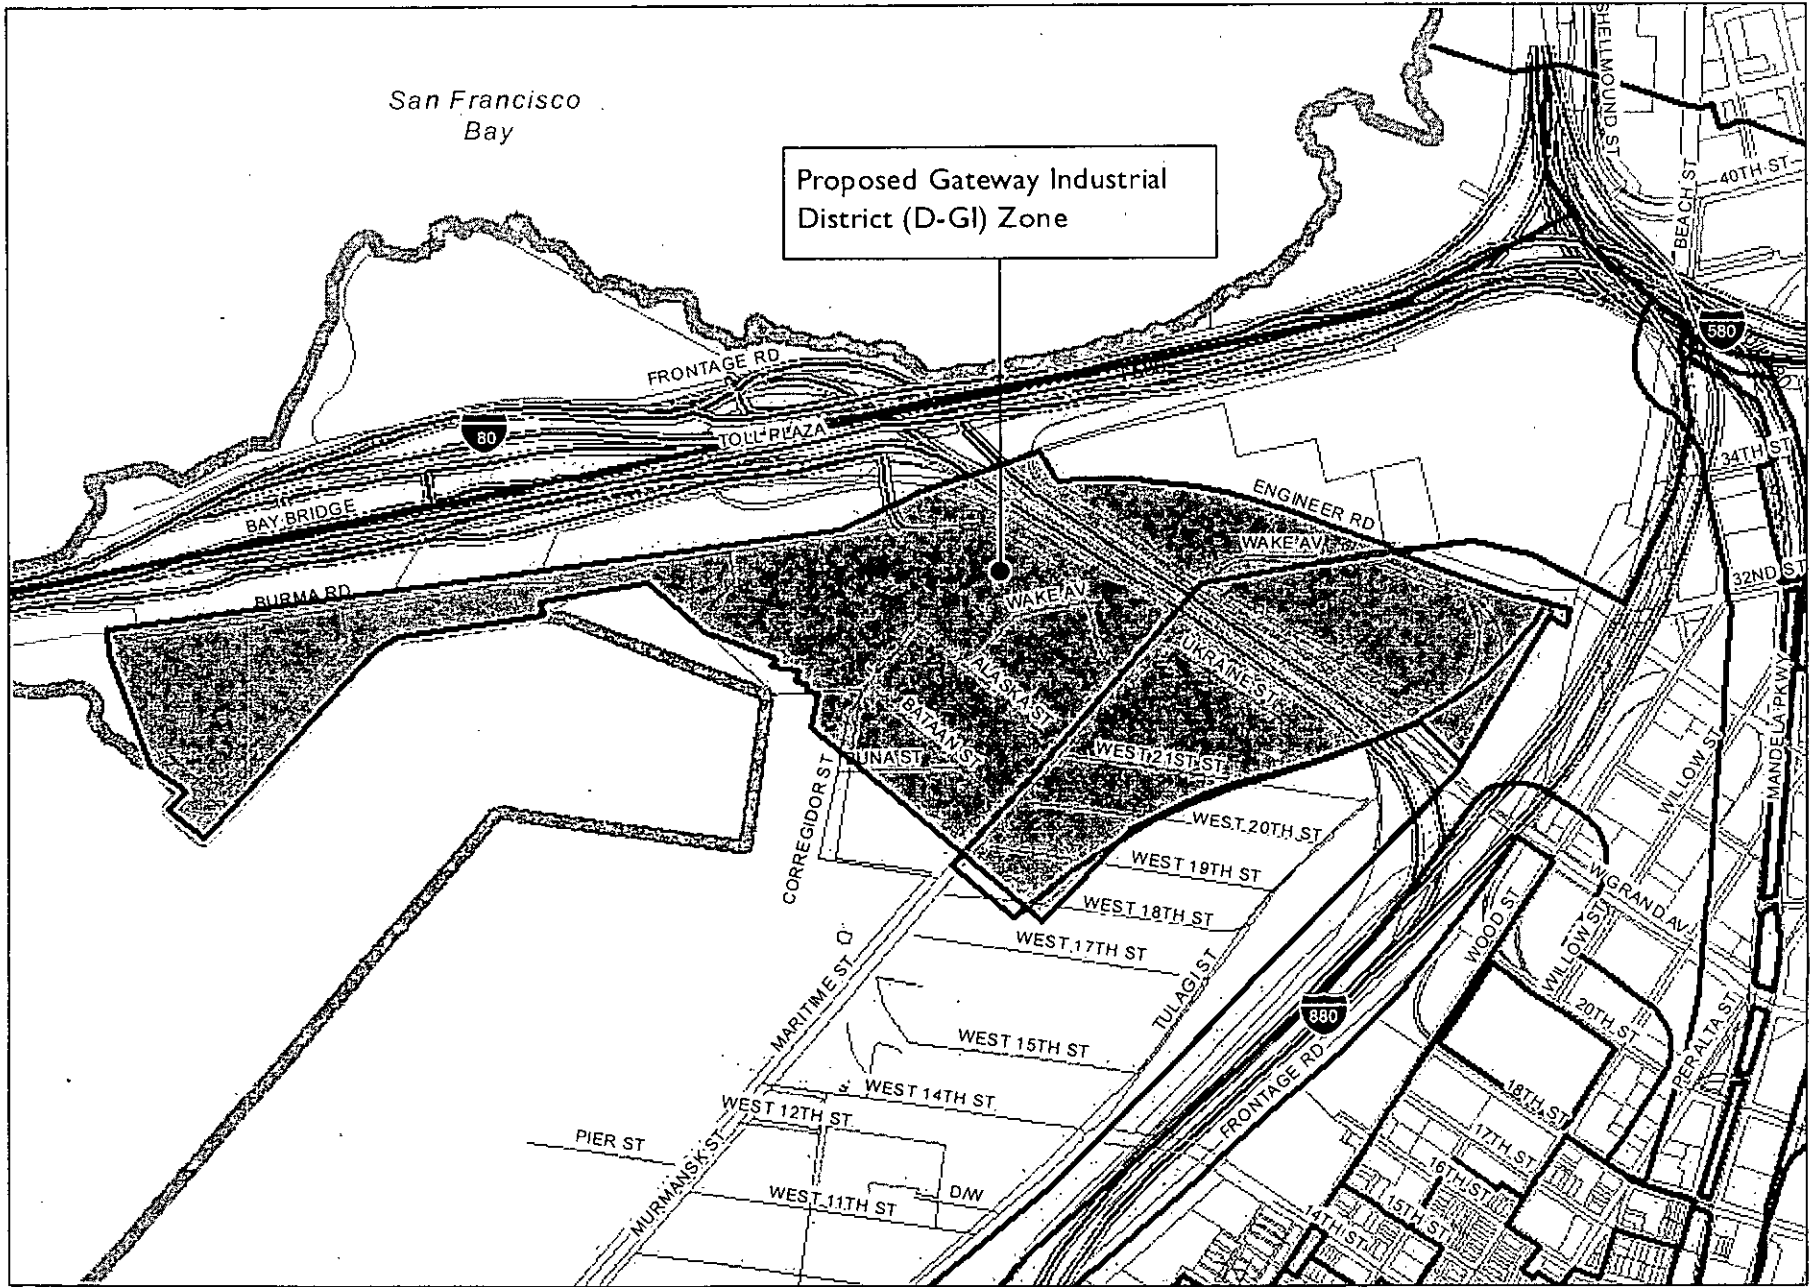 San Francisco
Bay
Proposed Gateway Industrial
District (D-GI) Zone
SHELLMOUND ST
40TH ST
BEACH ST
580
FRONTAGE RD
80
TOLL PLAZA
BAY BRIDGE
34TH ST
ENGINEER RD
WAKE AV
32ND ST
BURMA RD
WAKE AV
UKRAINE ST
ALASKA ST
BATAAN ST
UNA ST
WEST 21ST ST
MANDELA PKWY
WILLOW ST
CORREGIDOR ST
WEST 20TH ST
WEST 19TH ST
WEST 18TH ST
WEST 17TH ST
W GRAND AV
WOOD ST
WILLOW ST
MARITIME ST
TULAGI ST
880
20TH ST
PERALTA ST
WEST 15TH ST
WEST 14TH ST
WEST 12TH ST
FRONTAGE RD
18TH ST
17TH ST
PIER ST
MURMANSK ST
16TH ST
D/W
WEST 11TH ST
15TH ST
14TH ST